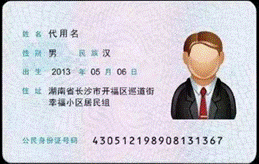 姓名 代用名
性别 男 民族 汉
出生 2013 年 05 月 06 日
住址 湖南省长沙市开福区巡道街
幸福小区居民组
公民身份证号码 430512198908131367